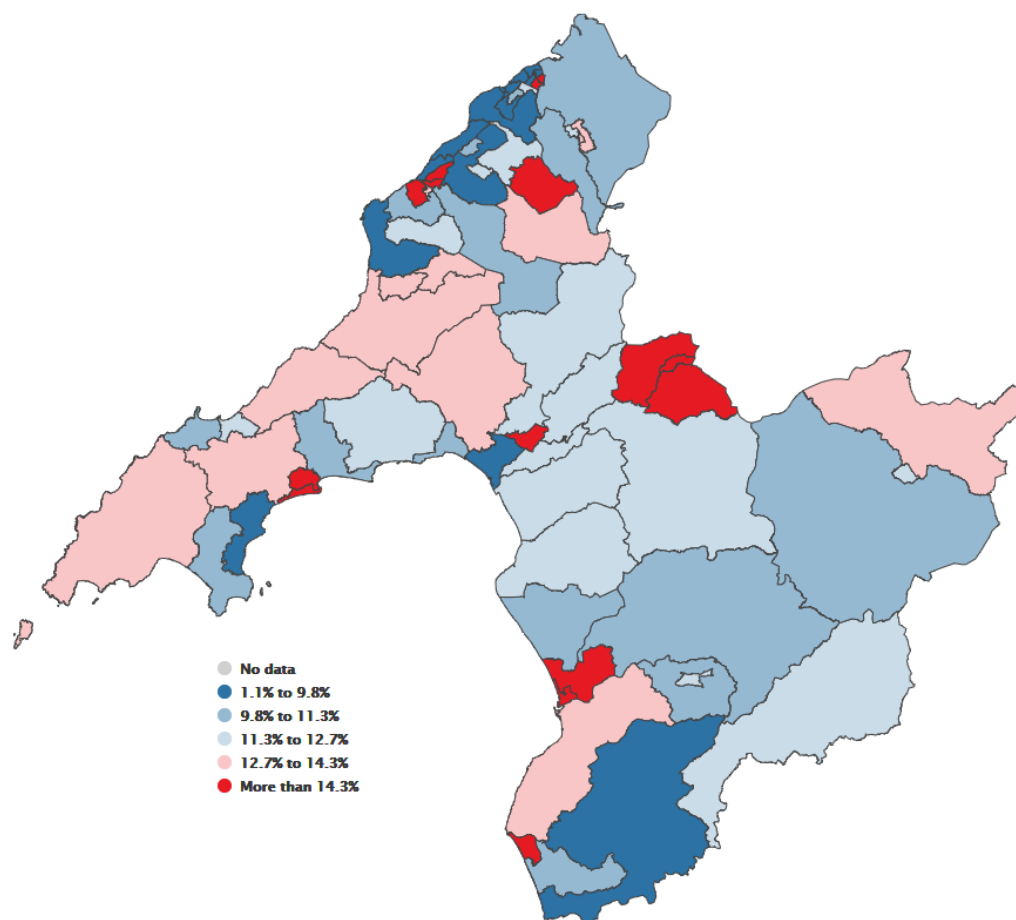 No data
1.1% to 9.8%
9.8% to 11.3%
11.3% to 12.7%
12.7% to 14.3%
More than 14.3%